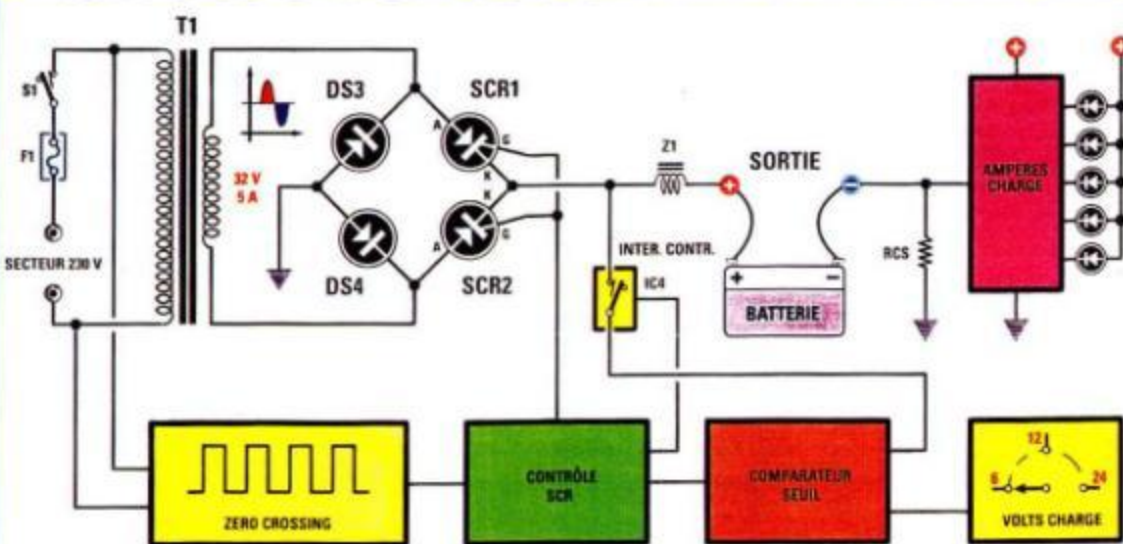 T1
S1
F1
SECTEUR 230 V
32 V
5 A
DS3
SCR1
A
G
K
K
A
G
DS4
SCR2
Z1
SORTIE
+
−
INTER. CONTR.
IC4
+ −
BATTERIE
RCS
+
+
AMPERES
CHARGE
ZERO CROSSING
CONTRÔLE
SCR
COMPARATEUR
SEUIL
12
6
24
VOLTS CHARGE